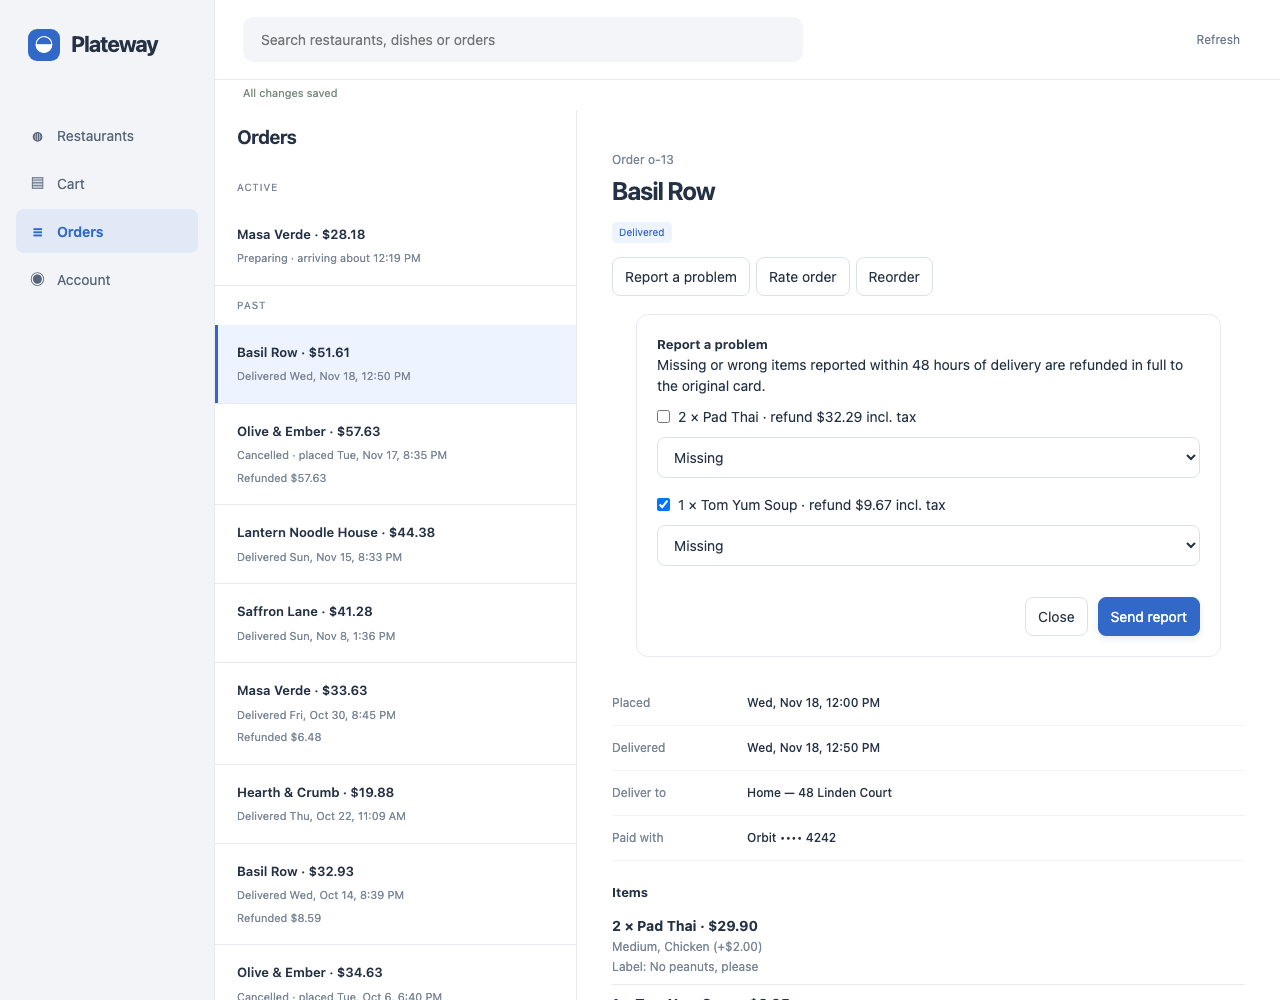 Plateway
Search restaurants, dishes or orders
Refresh
All changes saved
Restaurants
Cart
Orders
Account
Orders
ACTIVE
Masa Verde · $28.18
Preparing · arriving about 12:19 PM
PAST
Basil Row · $51.61
Delivered Wed, Nov 18, 12:50 PM
Olive & Ember · $57.63
Cancelled · placed Tue, Nov 17, 8:35 PM
Refunded $57.63
Lantern Noodle House · $44.38
Delivered Sun, Nov 15, 8:33 PM
Saffron Lane · $41.28
Delivered Sun, Nov 8, 1:36 PM
Masa Verde · $33.63
Delivered Fri, Oct 30, 8:45 PM
Refunded $6.48
Hearth & Crumb · $19.88
Delivered Thu, Oct 22, 11:09 AM
Basil Row · $32.93
Delivered Wed, Oct 14, 8:39 PM
Refunded $8.59
Olive & Ember · $34.63
Cancelled · placed Tue, Oct 6, 6:40 PM
Order o-13
Basil Row
Delivered
Report a problem
Rate order
Reorder
Report a problem
Missing or wrong items reported within 48 hours of delivery are refunded in full to
the original card.
2 × Pad Thai · refund $32.29 incl. tax
Missing
1 × Tom Yum Soup · refund $9.67 incl. tax
Missing
Close
Send report
Placed
Wed, Nov 18, 12:00 PM
Delivered
Wed, Nov 18, 12:50 PM
Deliver to
Home — 48 Linden Court
Paid with
Orbit •••• 4242
Items
2 × Pad Thai · $29.90
Medium, Chicken (+$2.00)
Label: No peanuts, please